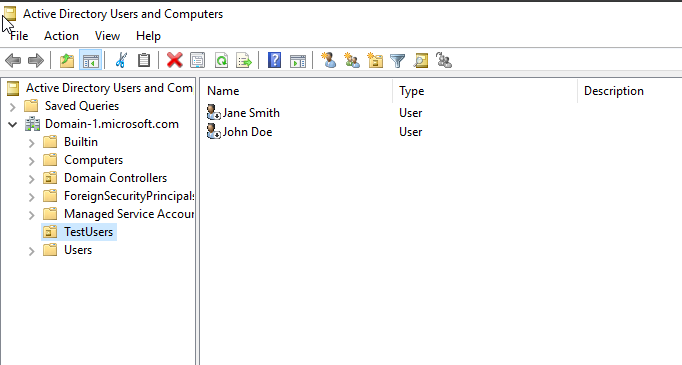 Active Directory Users and Computers
File Action View Help
Active Directory Users and Com
Saved Queries
Domain-1.microsoft.com
Builtin
Computers
Domain Controllers
ForeignSecurityPrincipals
Managed Service Accour
TestUsers
Users
Name Type Description
Jane Smith User
John Doe User